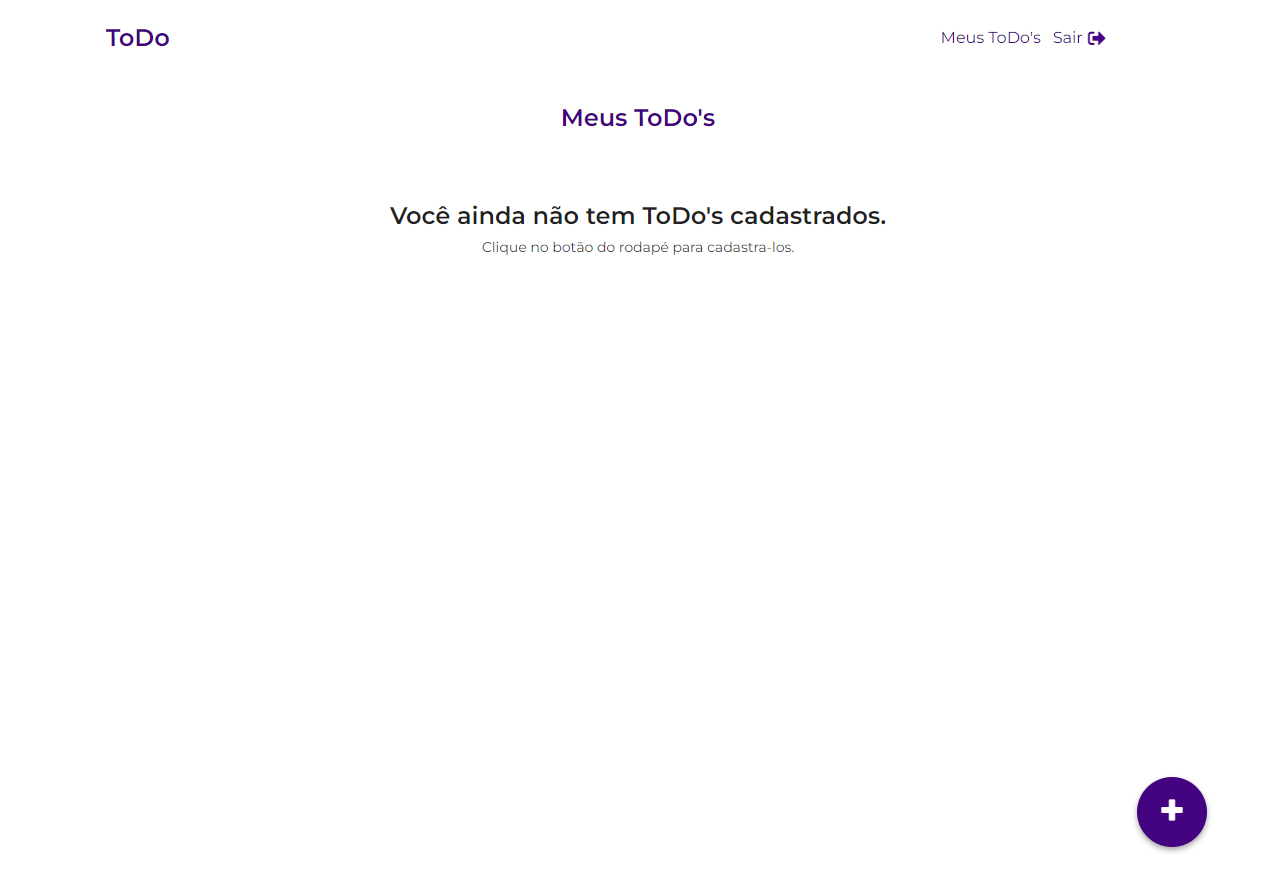 ToDo
Meus ToDo's Sair
Meus ToDo's
Você ainda não tem ToDo's cadastrados.
Clique no botão do rodapé para cadastra-los.